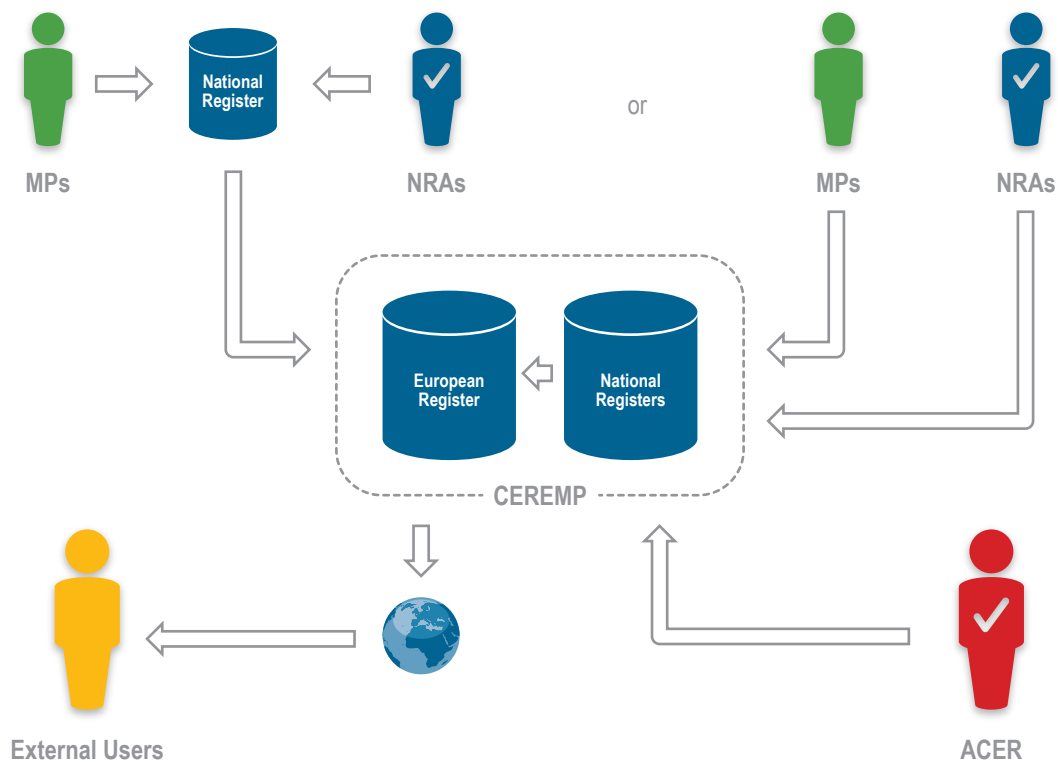 National
Register
or
MPs
NRAs
MPs
NRAs
European
Register
National
Registers
CEREMP
External Users
ACER